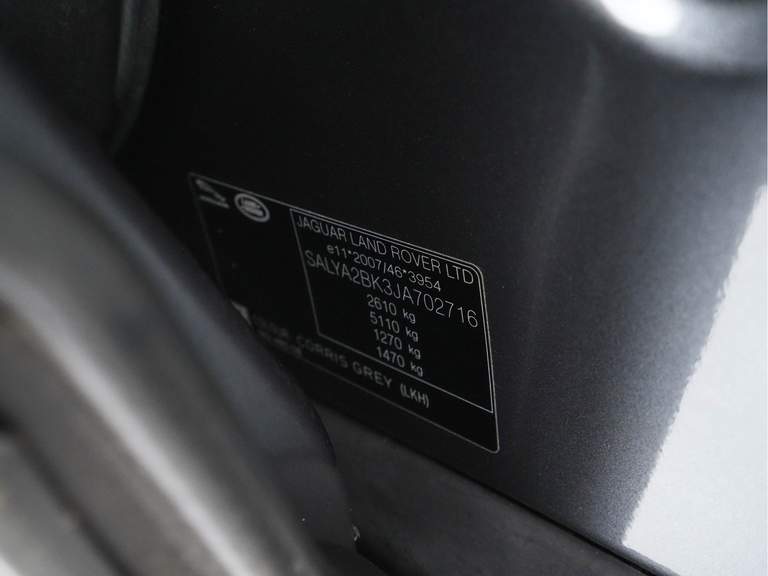 JAGUAR LAND ROVER LTD
e11*2007/46*3954
SALYA2BK3JA702716
2610 kg
5110 kg
1270 kg
1470 kg
CORRIS GREY (LKH)